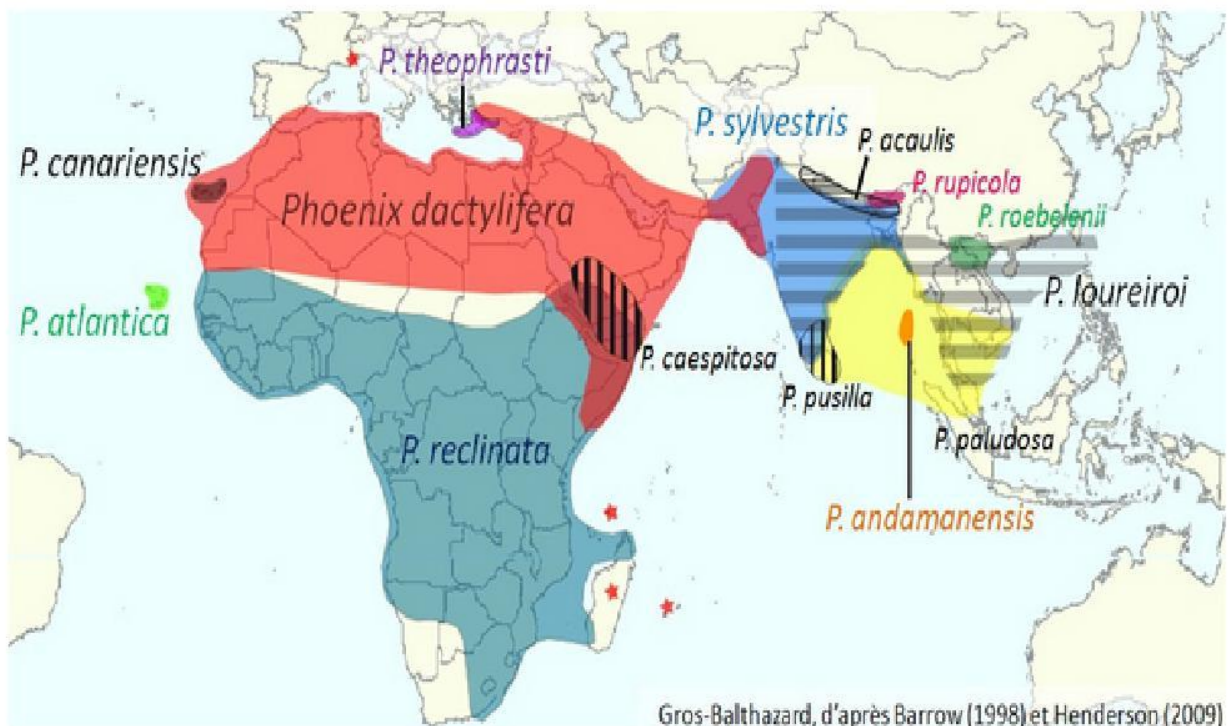 P. theophrasti
P. sylvestris
P. acaulis
P. canariensis
P. rupicola
Phoenix dactylifera
P. roebelenii
P. loureiroi
P. atlantica
P. caespitosa
P. pusilla
P. reclinata
P. paludosa
P. andamanensis
Gros-Balthazard, d'après Barrow (1998) et Henderson (2009)